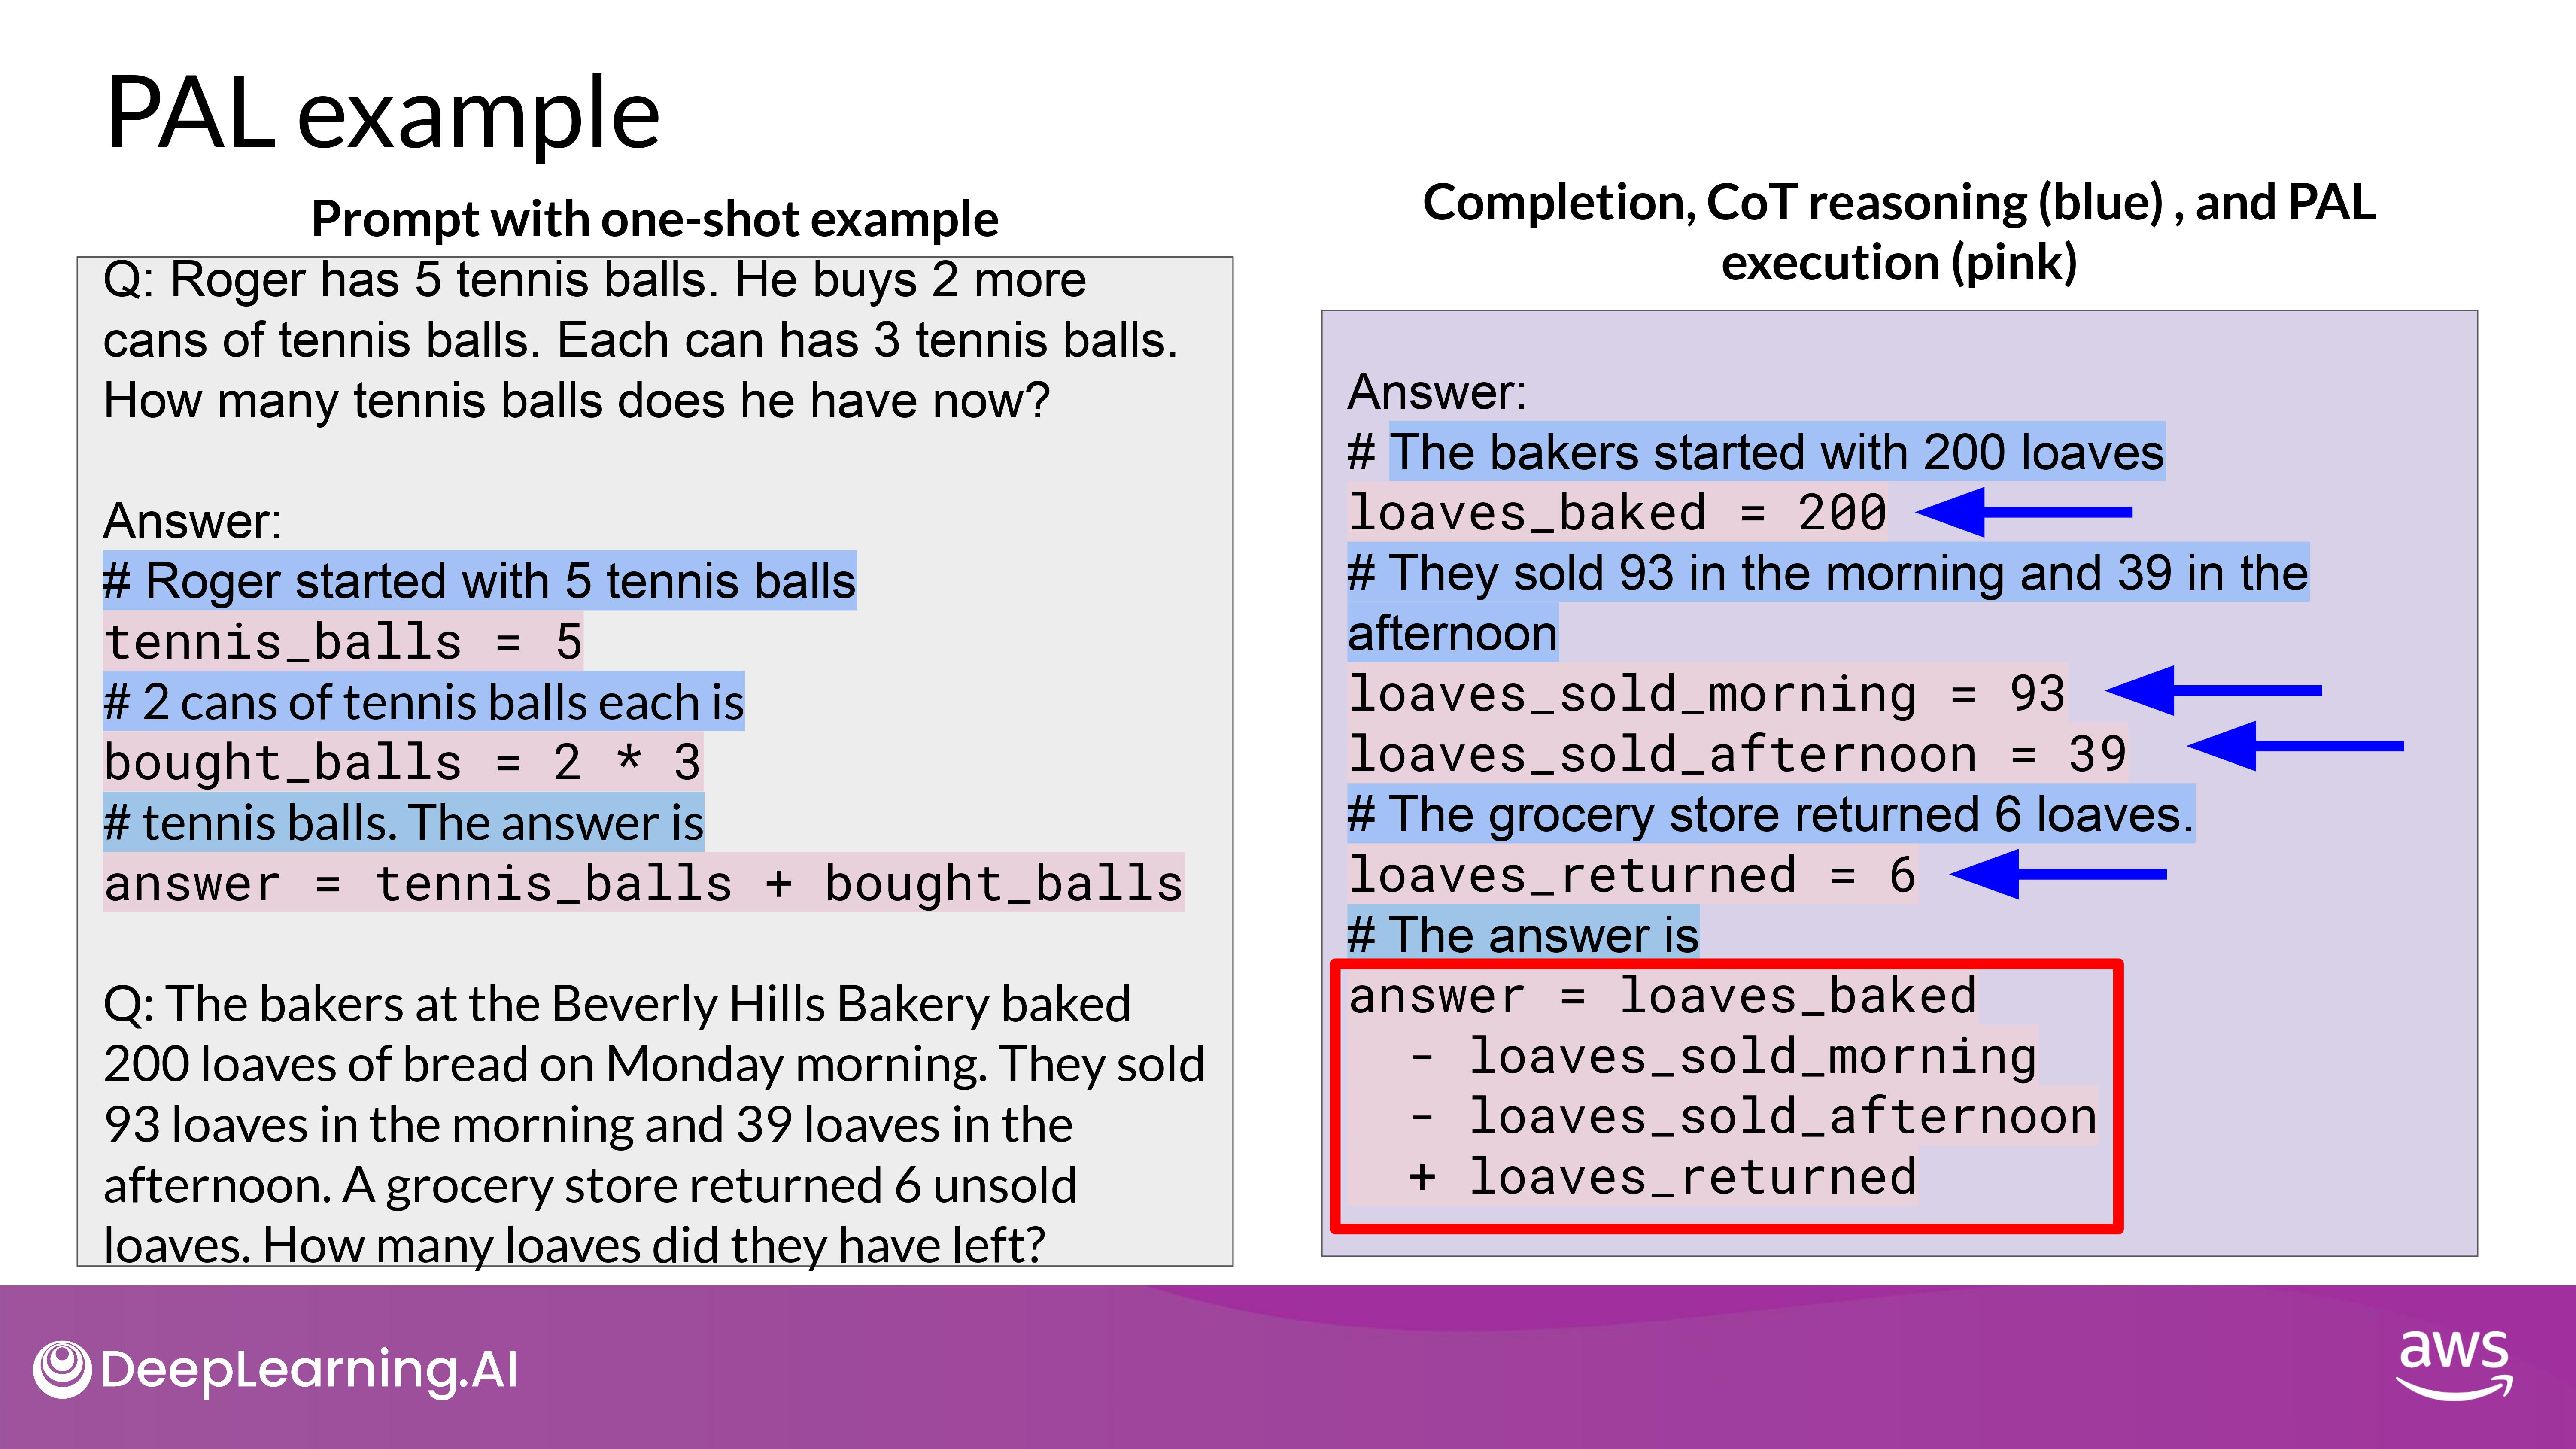 PAL example
Prompt with one-shot example
Q: Roger has 5 tennis balls. He buys 2 more
cans of tennis balls. Each can has 3 tennis balls.
How many tennis balls does he have now?
Answer:
# Roger started with 5 tennis balls
tennis_balls = 5
# 2 cans of tennis balls each is
bought_balls = 2 * 3
# tennis balls. The answer is
answer = tennis_balls + bought_balls
Q: The bakers at the Beverly Hills Bakery baked
200 loaves of bread on Monday morning. They sold
93 loaves in the morning and 39 loaves in the
afternoon. A grocery store returned 6 unsold
loaves. How many loaves did they have left?
Completion, CoT reasoning (blue) , and PAL
execution (pink)
Answer:
# The bakers started with 200 loaves
loaves_baked = 200
# They sold 93 in the morning and 39 in the
afternoon
loaves_sold_morning = 93
loaves_sold_afternoon = 39
# The grocery store returned 6 loaves.
loaves_returned = 6
# The answer is
answer = loaves_baked
- loaves_sold_morning
- loaves_sold_afternoon
+ loaves_returned
DeepLearning.AI
aws